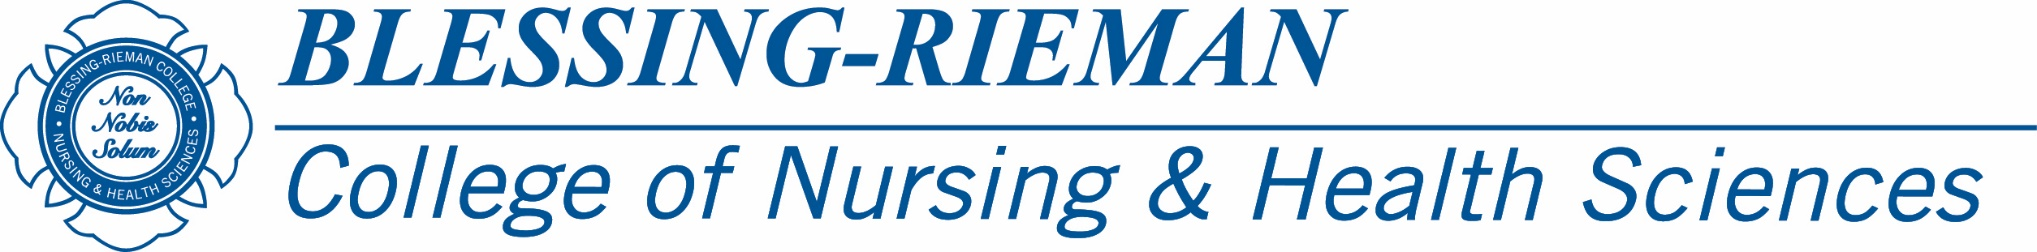 BLESSING-RIEMAN COLLEGE
Non
Nobis
Solum
NURSING & HEALTH SCIENCES
BLESSING-RIEMAN
College of Nursing & Health Sciences